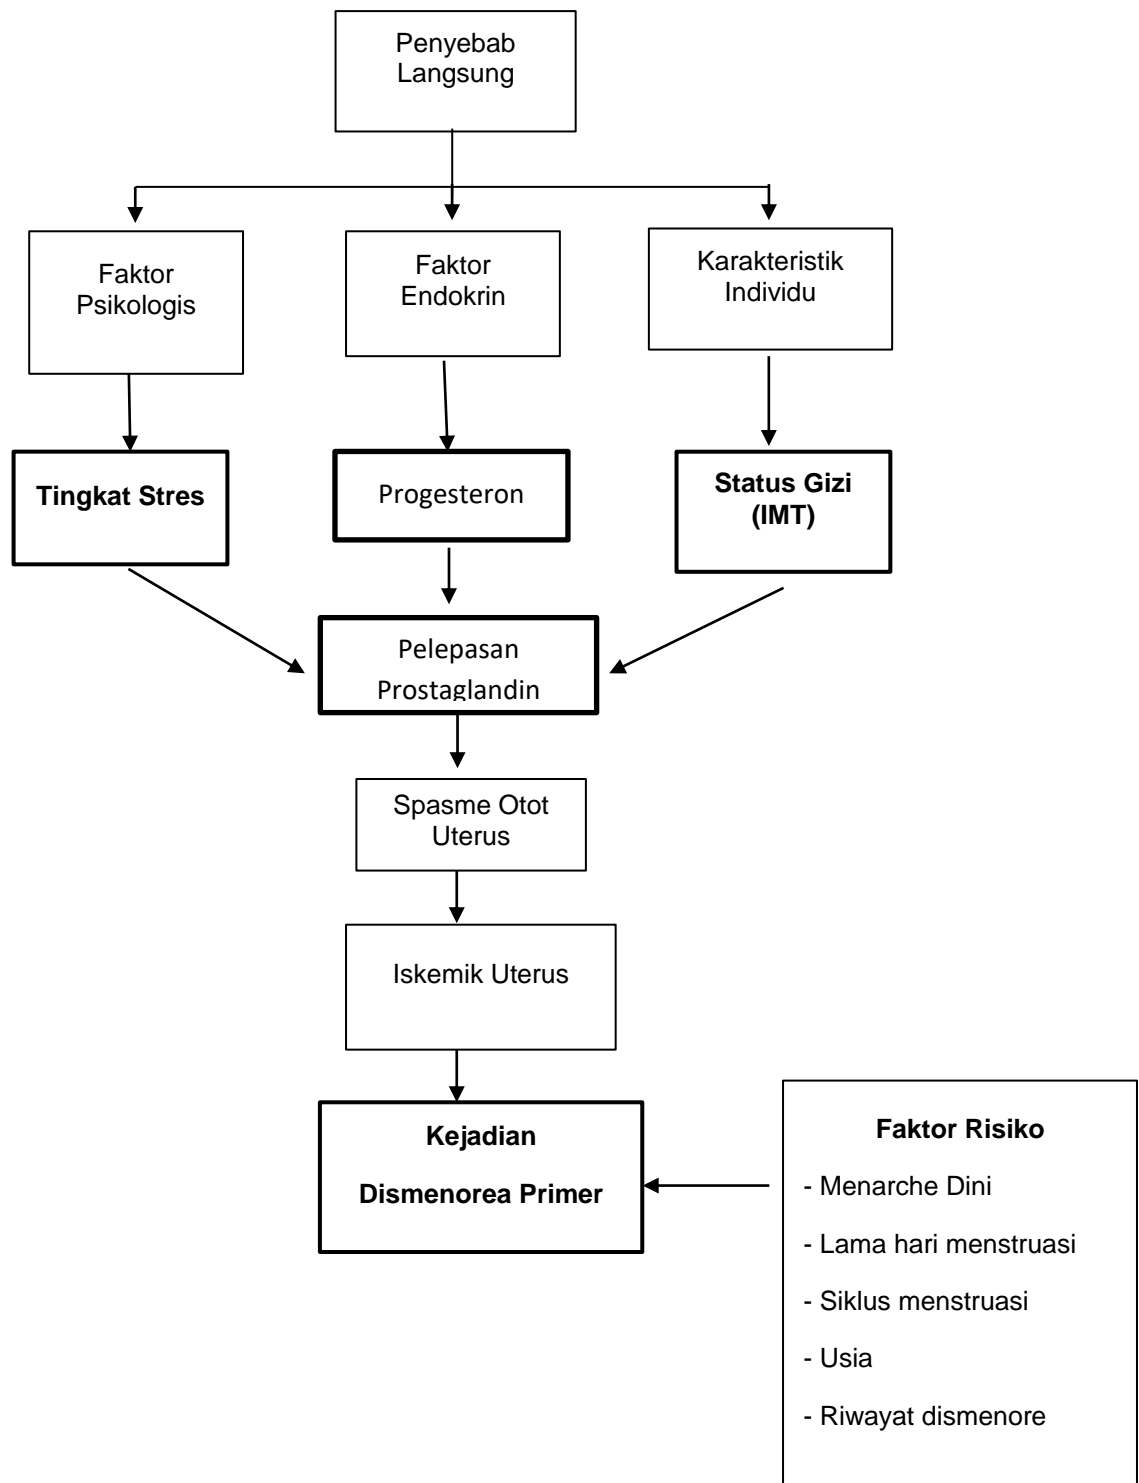 Penyebab
Langsung
Faktor
Psikologis
Faktor
Endokrin
Karakteristik
Individu
Tingkat Stres
Progesteron
Status Gizi
(IMT)
Pelepasan
Prostaglandin
Spasme Otot
Uterus
Iskemik Uterus
Kejadian
Dismenorea Primer
Faktor Risiko
- Menarche Dini
- Lama hari menstruasi
- Siklus menstruasi
- Usia
- Riwayat dismenore